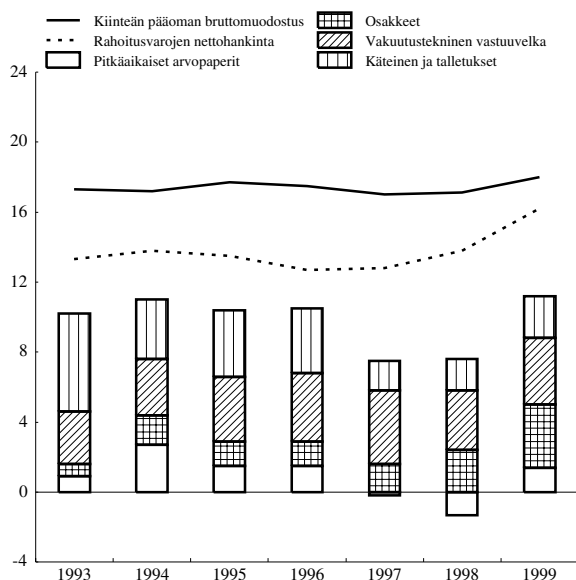 Kiinteän pääoman bruttomuodostus
Rahoitusvarojen nettohankinta
Pitkäaikaiset arvopaperit
Osakkeet
Vakuutustekninen vastuuvelka
Käteinen ja talletukset
24
20
16
12
8
4
0
-4
1993 1994 1995 1996 1997 1998 1999